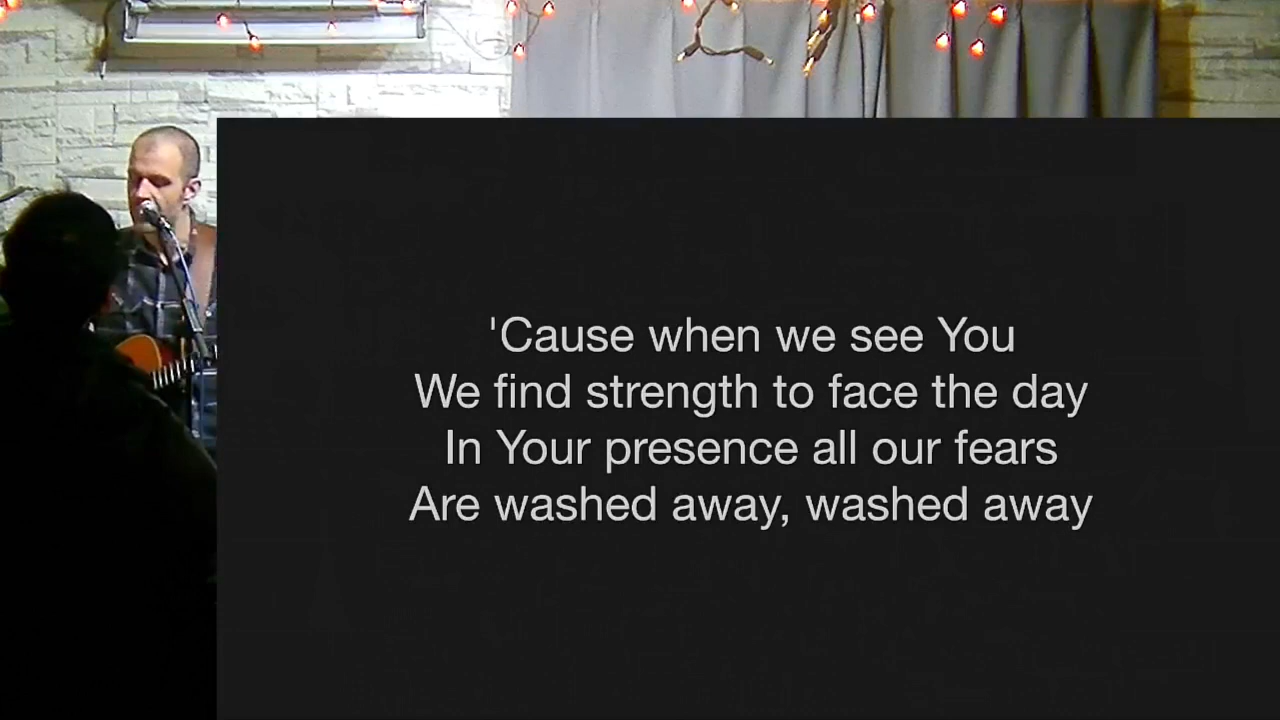 'Cause when we see You
We find strength to face the day
In Your presence all our fears
Are washed away, washed away